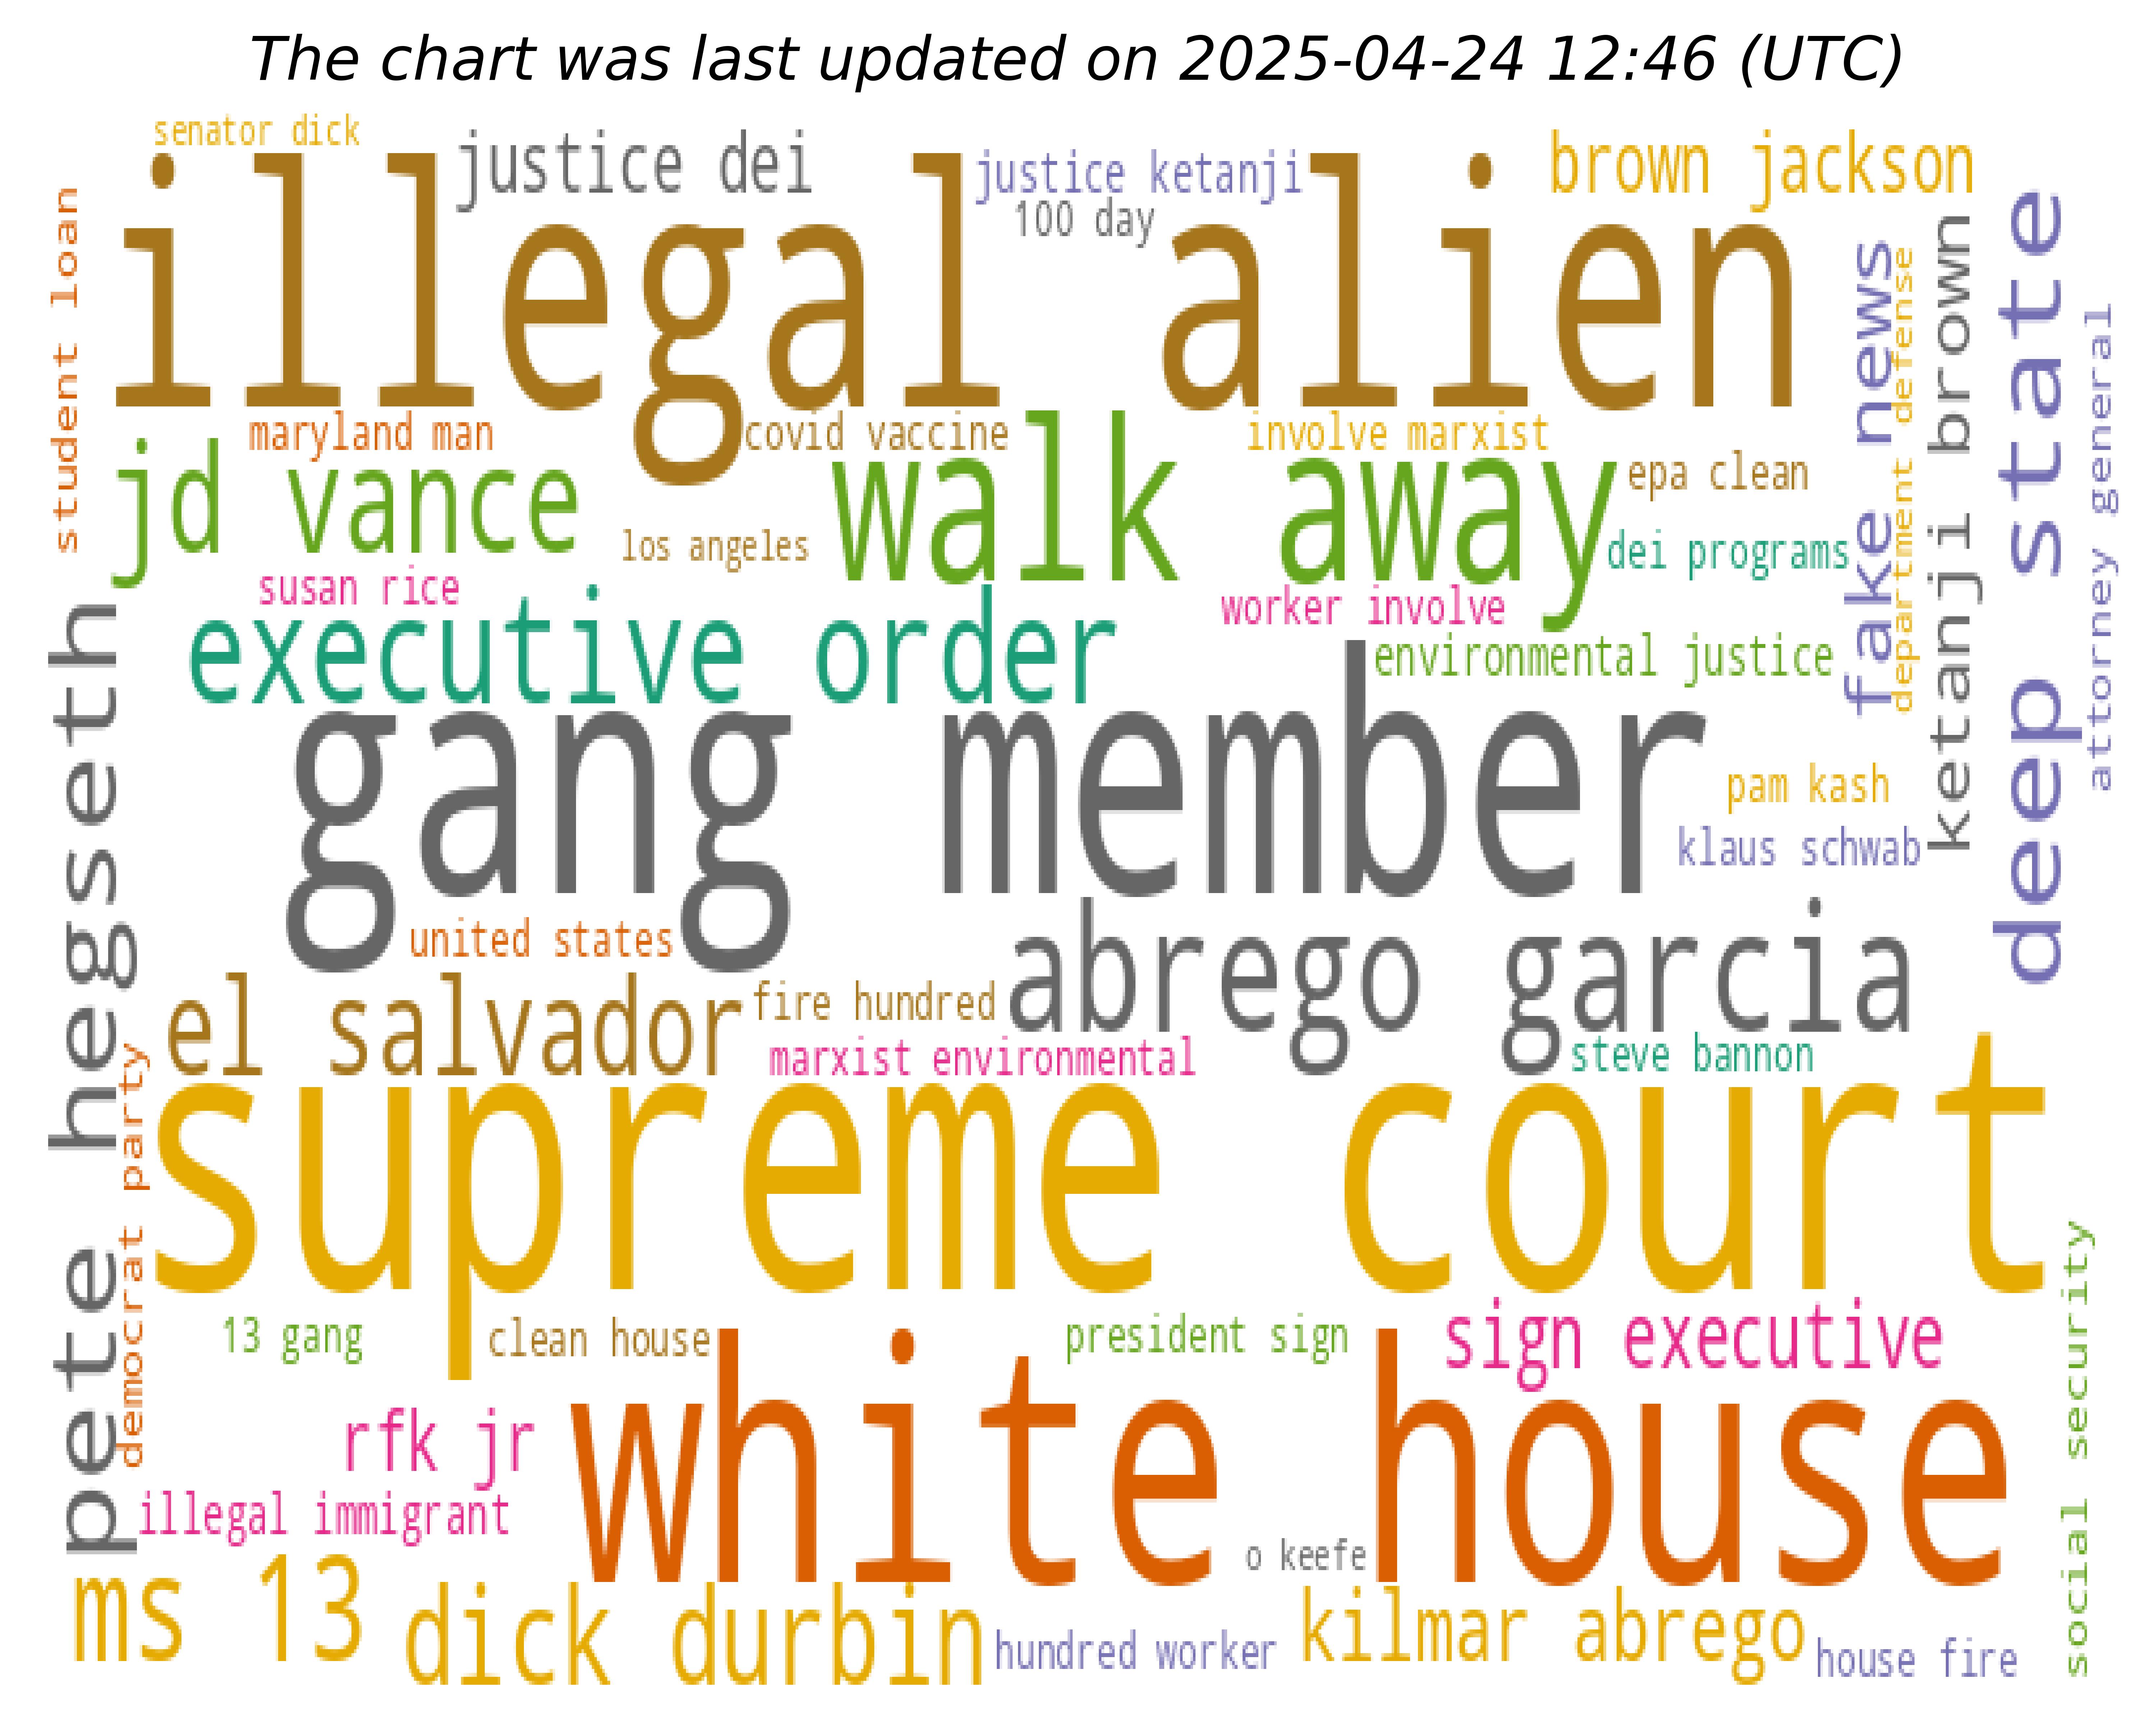 The chart was last updated on 2025-04-24 12:46 (UTC)
senator dick
justice dei
justice ketanji
brown jackson
100 day
illegal alien
student loan
fake news
department defense
ketanji brown
deep state
attorney general
maryland man
covid vaccine
involve marxist
jd vance
walk away
epa clean
los angeles
dei programs
susan rice
worker involve
executive order
environmental justice
pete hegseth
gang member
pam kash
klaus schwab
united states
abrego garcia
el salvador
fire hundred
marxist environmental
steve bannon
democrat party
supreme court
13 gang
clean house
president sign
sign executive
social security
rfk jr
white house
illegal immigrant
o keefe
ms 13
dick durbin
hundred worker
kilmar abrego
house fire